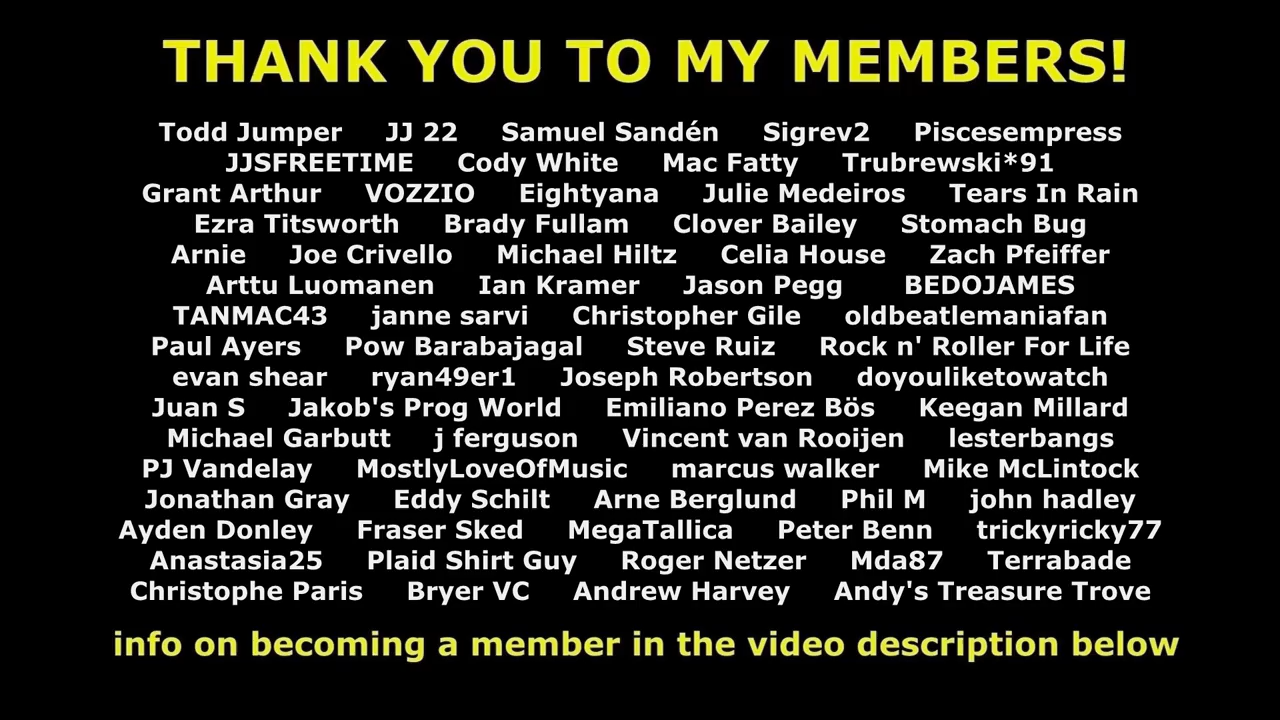 THANK YOU TO MY MEMBERS!
Todd Jumper JJ 22 Samuel Sandén Sigrev2 Piscesempress
JJSFREETIME Cody White Mac Fatty Trubrewski*91
Grant Arthur VOZZIO Eightyana Julie Medeiros Tears In Rain
Ezra Titsworth Brady Fullam Clover Bailey Stomach Bug
Arnie Joe Crivello Michael Hiltz Celia House Zach Pfeiffer
Arttu Luomanen Ian Kramer Jason Pegg BEDOJAMES
TANMAC43 janne sarvi Christopher Gile oldbeatlemaniafan
Paul Ayers Pow Barabajagal Steve Ruiz Rock n' Roller For Life
evan shear ryan49er1 Joseph Robertson doyouliketowatch
Juan S Jakob's Prog World Emiliano Perez Bös Keegan Millard
Michael Garbutt j ferguson Vincent van Rooijen lesterbangs
PJ Vandelay MostlyLoveOfMusic marcus walker Mike McLintock
Jonathan Gray Eddy Schilt Arne Berglund Phil M john hadley
Ayden Donley Fraser Sked MegaTallica Peter Benn trickyricky77
Anastasia25 Plaid Shirt Guy Roger Netzer Mda87 Terrabade
Christophe Paris Bryer VC Andrew Harvey Andy's Treasure Trove
info on becoming a member in the video description below